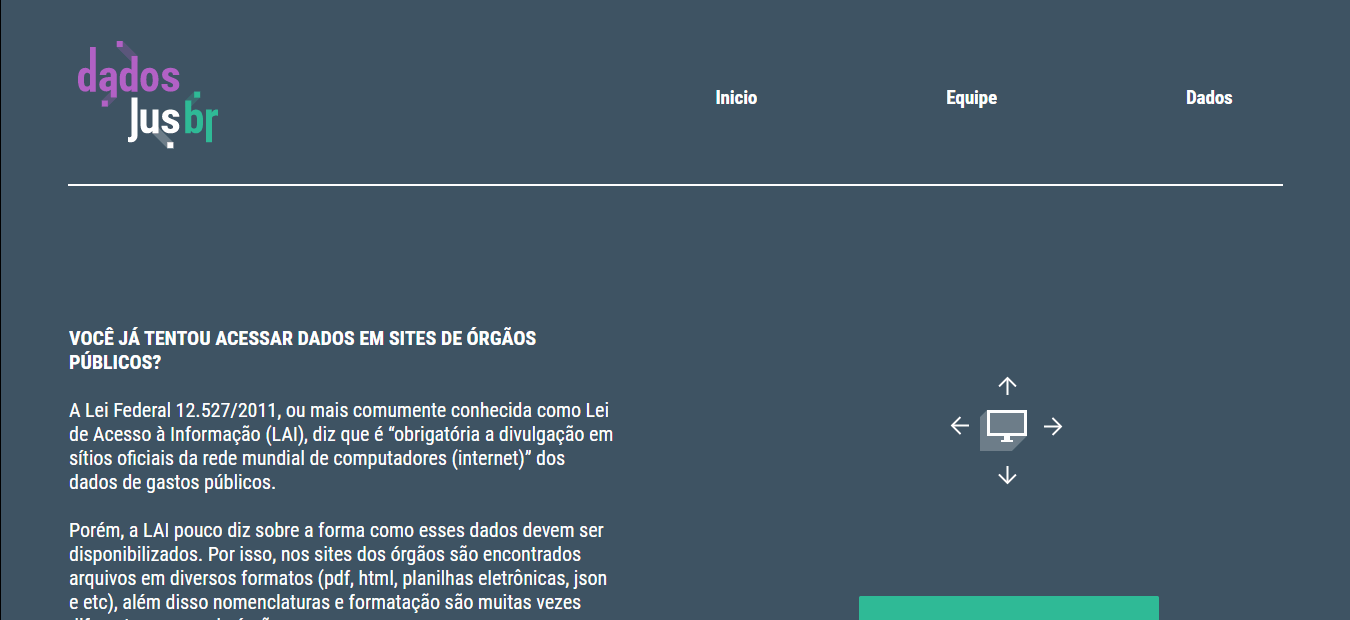 dados
jusbr
Inicio
Equipe
Dados
VOCÊ JÁ TENTOU ACESSAR DADOS EM SITES DE ÓRGÃOS
PÚBLICOS?
A Lei Federal 12.527/2011, ou mais comumente conhecida como Lei
de Acesso à Informação (LAI), diz que é “obrigatória a divulgação em
sítios oficiais da rede mundial de computadores (internet)” dos
dados de gastos públicos.
Porém, a LAI pouco diz sobre a forma como esses dados devem ser
disponibilizados. Por isso, nos sites dos órgãos são encontrados
arquivos em diversos formatos (pdf, html, planilhas eletrônicas, json
e etc), além disso nomenclaturas e formatação são muitas vezes